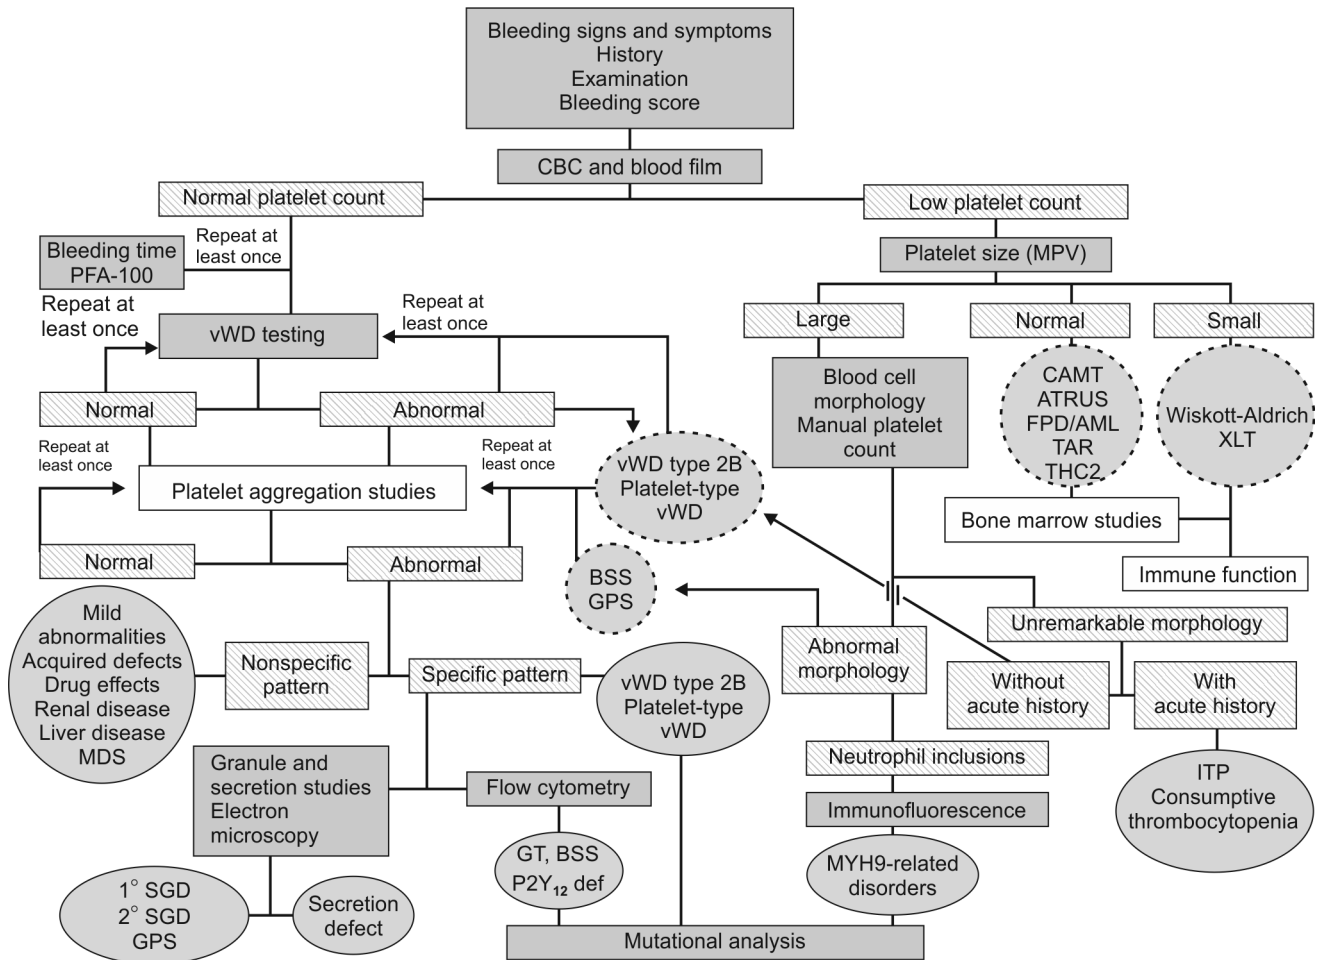 Bleeding signs and symptoms
History
Examination
Bleeding score
CBC and blood film
Normal platelet count
Low platelet count
Repeat at
least once
Bleeding time
PFA-100
Platelet size (MPV)
Repeat at
least once
Repeat at
least once
vWD testing
Large
Normal
Small
Blood cell
morphology
Manual platelet
count
CAMT
ATRUS
FPD/AML
TAR
THC2
Wiskott-Aldrich
XLT
Normal
Abnormal
Repeat at
least once
Repeat at
least once
vWD type 2B
Platelet-type
vWD
Platelet aggregation studies
Bone marrow studies
Immune function
Normal
Abnormal
BSS
GPS
Unremarkable morphology
Mild
abnormalities
Acquired defects
Drug effects
Renal disease
Liver disease
MDS
Nonspecific
pattern
Specific pattern
vWD type 2B
Platelet-type
vWD
Abnormal
morphology
Without
acute history
With
acute history
Neutrophil inclusions
Granule and
secretion studies
Electron
microscopy
Flow cytometry
Immunofluorescence
ITP
Consumptive
thrombocytopenia
GT, BSS
P2Y12 def
MYH9-related
disorders
1° SGD
2° SGD
GPS
Secretion
defect
Mutational analysis